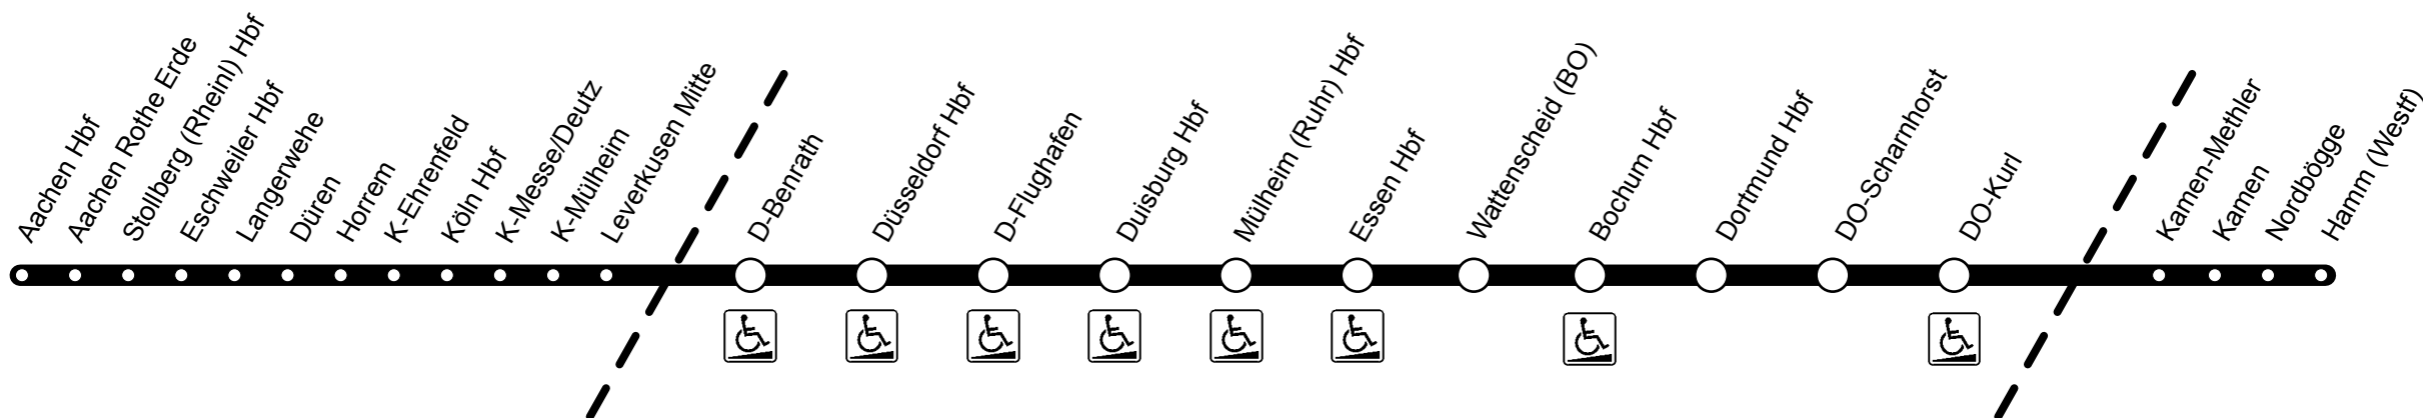 Aachen Hbf
Aachen Rothe Erde
Stollberg (Rheinl) Hbf
Eschweiler Hbf
Langerwehe
Düren
Horrem
K-Ehrenfeld
Köln Hbf
K-Messe/Deutz
K-Mülheim
Leverkusen Mitte
D-Benrath
Düsseldorf Hbf
D-Flughafen
Duisburg Hbf
Mülheim (Ruhr) Hbf
Essen Hbf
Wattenscheid (BO)
Bochum Hbf
Dortmund Hbf
DO-Scharnhorst
DO-Kurl
Kamen-Methler
Kamen
Nordbögge
Hamm (Westf)